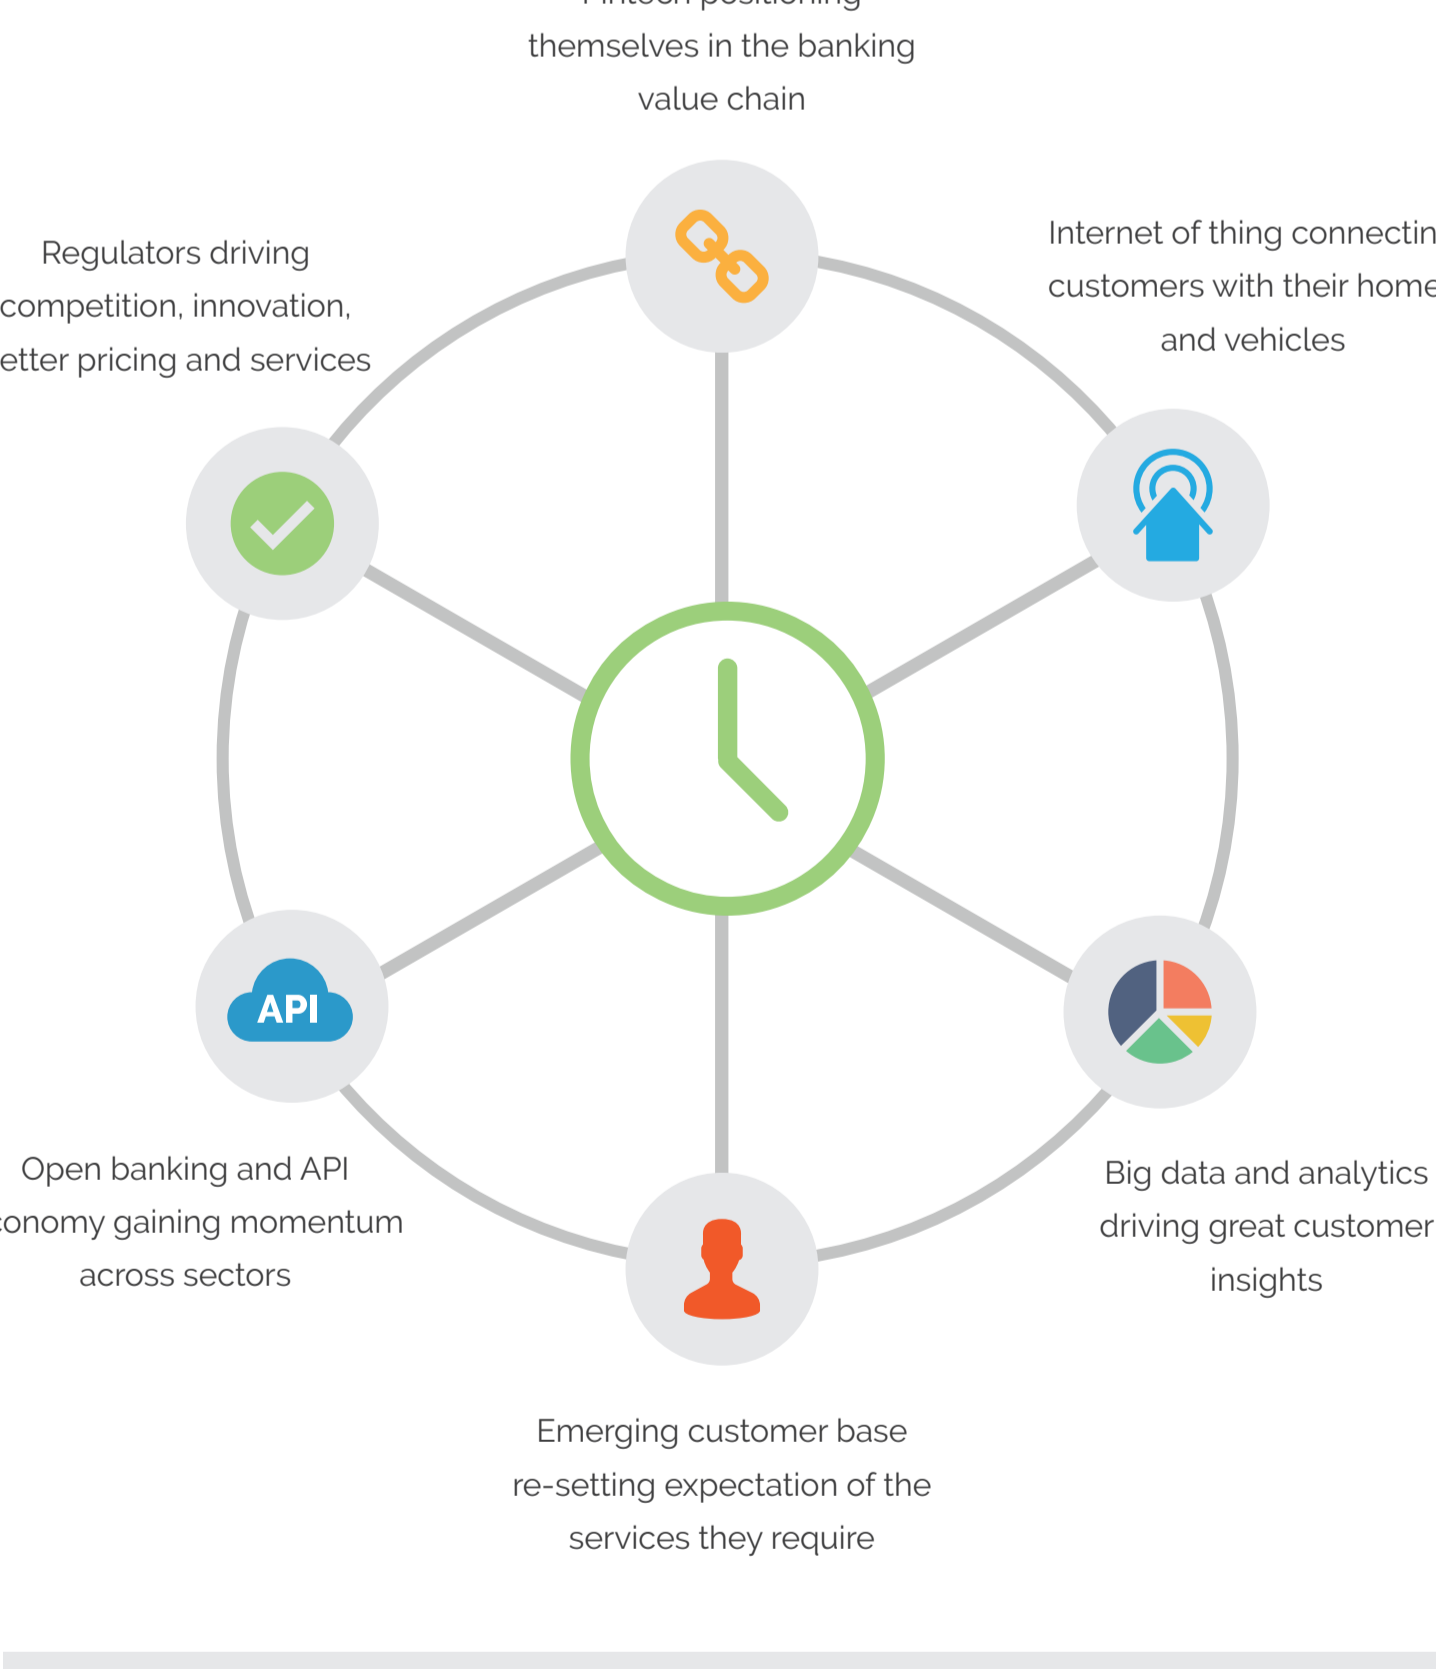 Fintech positioning
themselves in the banking
value chain
Regulators driving
competition, innovation,
etter pricing and services
Internet of thing connectin
customers with their home
and vehicles
API
Open banking and API
conomy gaining momentum
across sectors
Big data and analytics
driving great customer
insights
Emerging customer base
re-setting expectation of the
services they require